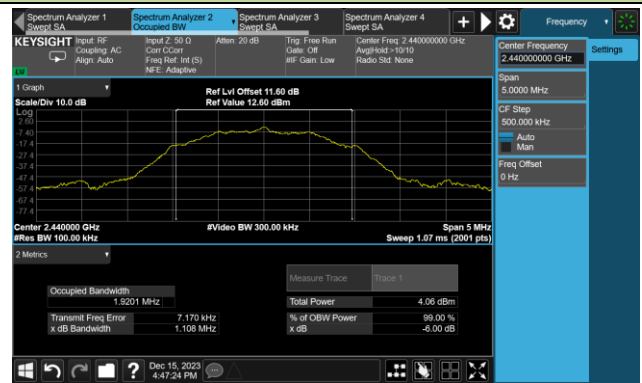 Spectrum Analyzer 1
Swept SA
Spectrum Analyzer 2
Occupied BW
Spectrum Analyzer 3
Swept SA
Spectrum Analyzer 4
Swept SA
Frequency
KEYSIGHT
Input: RF
Coupling: AC
Align: Auto
Input Z: 50 Ω
Corr CCorr
Freq Ref: Int (S)
NFE: Adaptive
Atten: 20 dB
Trig: Free Run
Gate: Off
#IF Gain: Low
Center Freq: 2.440000000 GHz
Avg|Hold:>10/10
Radio Std: None
Center Frequency
2.440000000 GHz
Settings
Span
5.0000 MHz
CF Step
500.000 kHz
Auto
Man
Freq Offset
0 Hz
1 Graph
Scale/Div 10.0 dB
Ref Lvl Offset 11.60 dB
Ref Value 12.60 dBm
Log
2.60
-7.40
-17.4
-27.4
-37.4
-47.4
-57.4
-67.4
-77.4
Center 2.440000 GHz
#Res BW 100.00 kHz
#Video BW 300.00 kHz
Span 5 MHz
Sweep 1.07 ms (2001 pts)
2 Metrics
Measure Trace
Trace 1
Occupied Bandwidth
1.9201 MHz
Total Power
4.06 dBm
Transmit Freq Error
7.170 kHz
% of OBW Power
99.00 %
x dB Bandwidth
1.108 MHz
x dB
-6.00 dB
Dec 15, 2023
4:47:24 PM